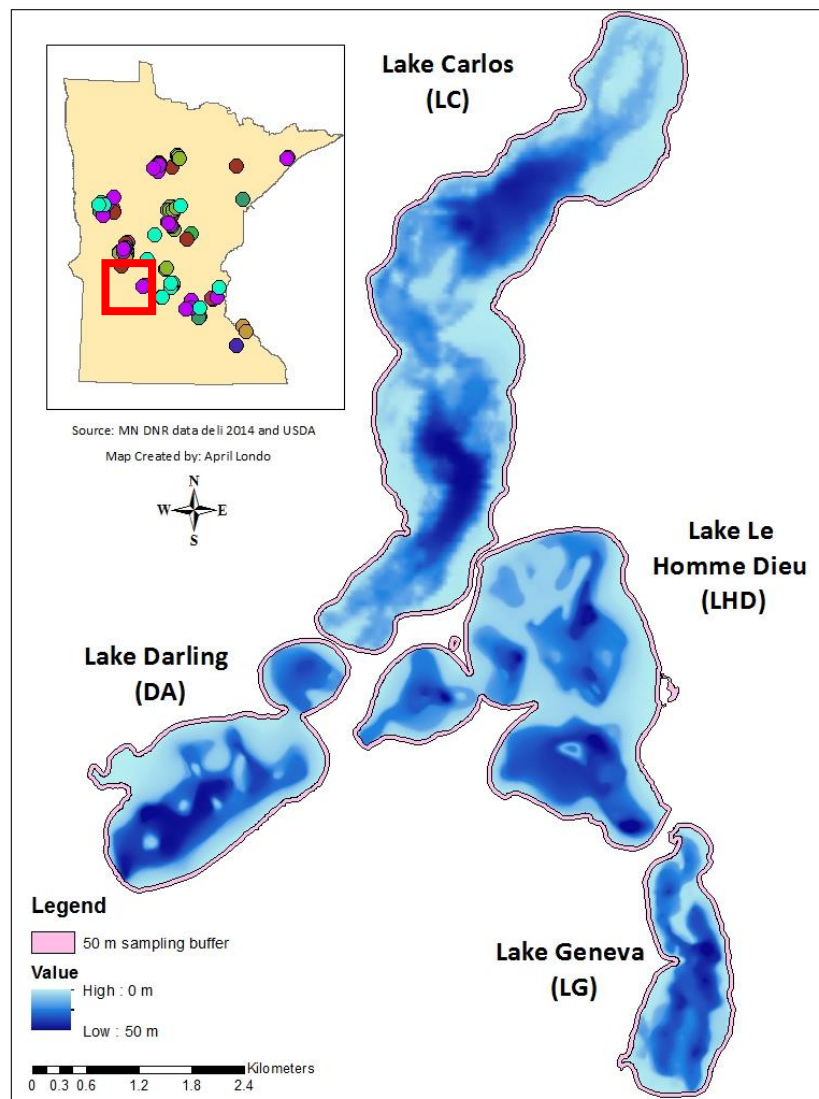 Lake Carlos
(LC)
Source: MN DNR data deli 2014 and USDA
Map Created by: April Londo
N
W E
S
Lake Le
Homme Dieu
(LHD)
Lake Darling
(DA)
Legend
50 m sampling buffer
Value
High : 0 m
Low : 50 m
Lake Geneva
(LG)
Kilometers
0 0.3 0.6 1.2 1.8 2.4